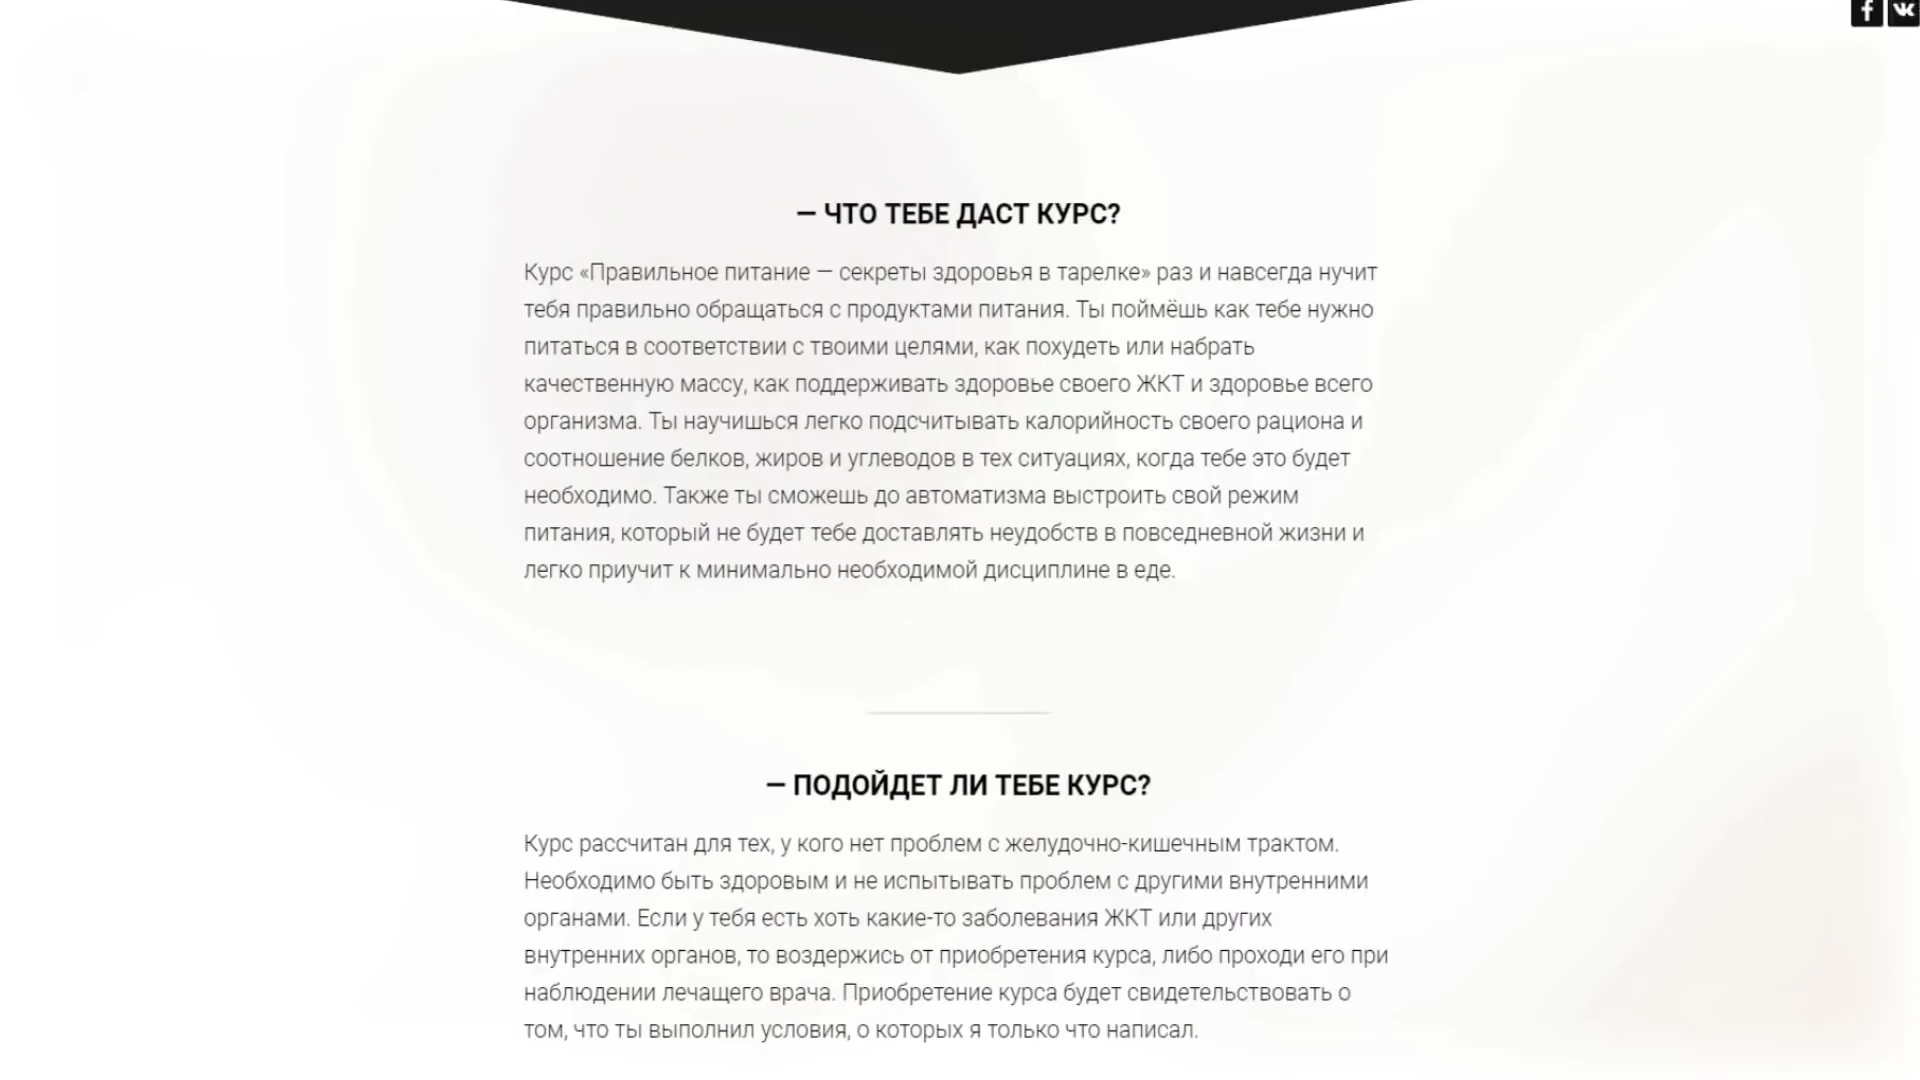 — ЧТО ТЕБЕ ДАСТ КУРС?
Курс «Правильное питание — секреты здоровья в тарелке» раз и навсегда нучит
тебя правильно обращаться с продуктами питания. Ты поймёшь как тебе нужно
питаться в соответствии с твоими целями, как похудеть или набрать
качественную массу, как поддерживать здоровье своего ЖКТ и здоровье всего
организма. Ты научишься легко подсчитывать калорийность своего рациона и
соотношение белков, жиров и углеводов в тех ситуациях, когда тебе это будет
необходимо. Также ты сможешь до автоматизма выстроить свой режим
питания, который не будет тебе доставлять неудобств в повседневной жизни и
легко приучит к минимально необходимой дисциплине в еде.
— ПОДОЙДЕТ ЛИ ТЕБЕ КУРС?
Курс рассчитан для тех, у кого нет проблем с желудочно-кишечным трактом.
Необходимо быть здоровым и не испытывать проблем с другими внутренними
органами. Если у тебя есть хоть какие-то заболевания ЖКТ или других
внутренних органов, то воздержись от приобретения курса, либо проходи его при
наблюдении лечащего врача. Приобретение курса будет свидетельствовать о
том, что ты выполнил условия, о которых я только что написал.